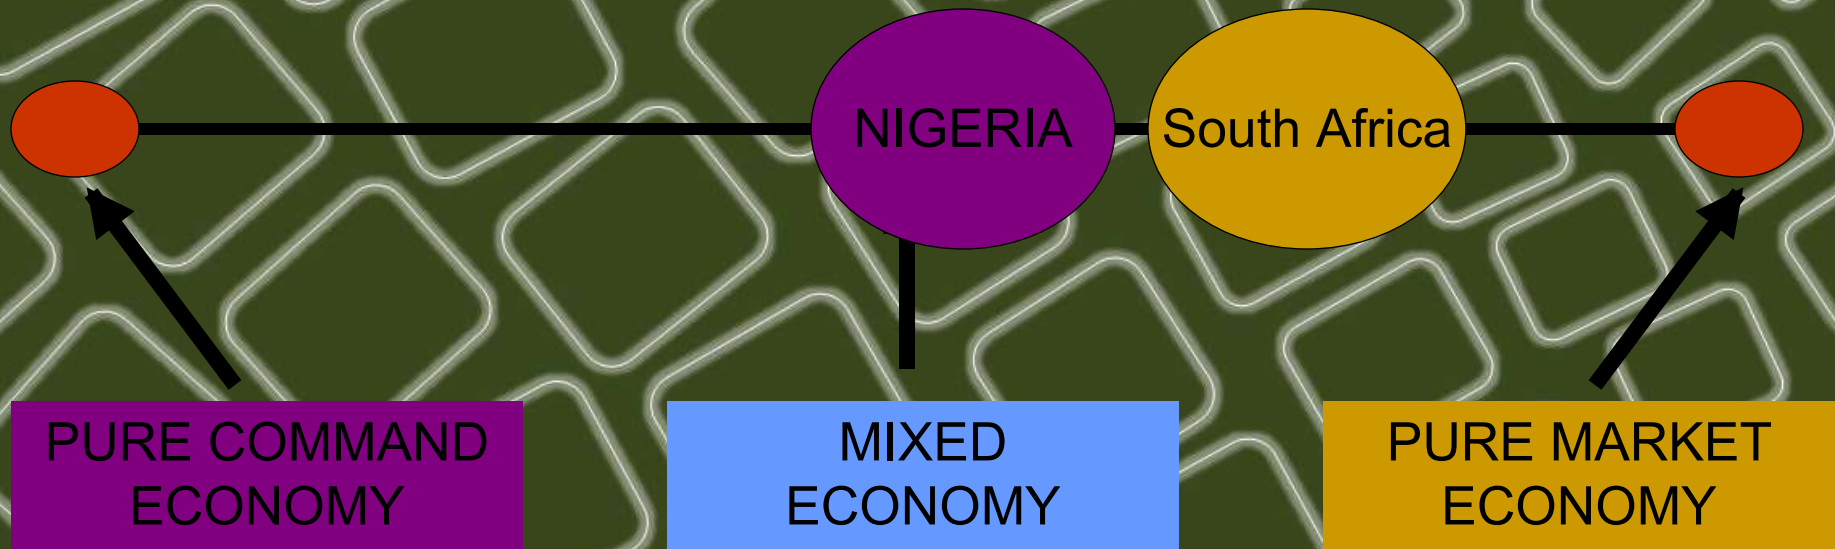 NIGERIA
South Africa
PURE COMMAND
ECONOMY
MIXED
ECONOMY
PURE MARKET
ECONOMY